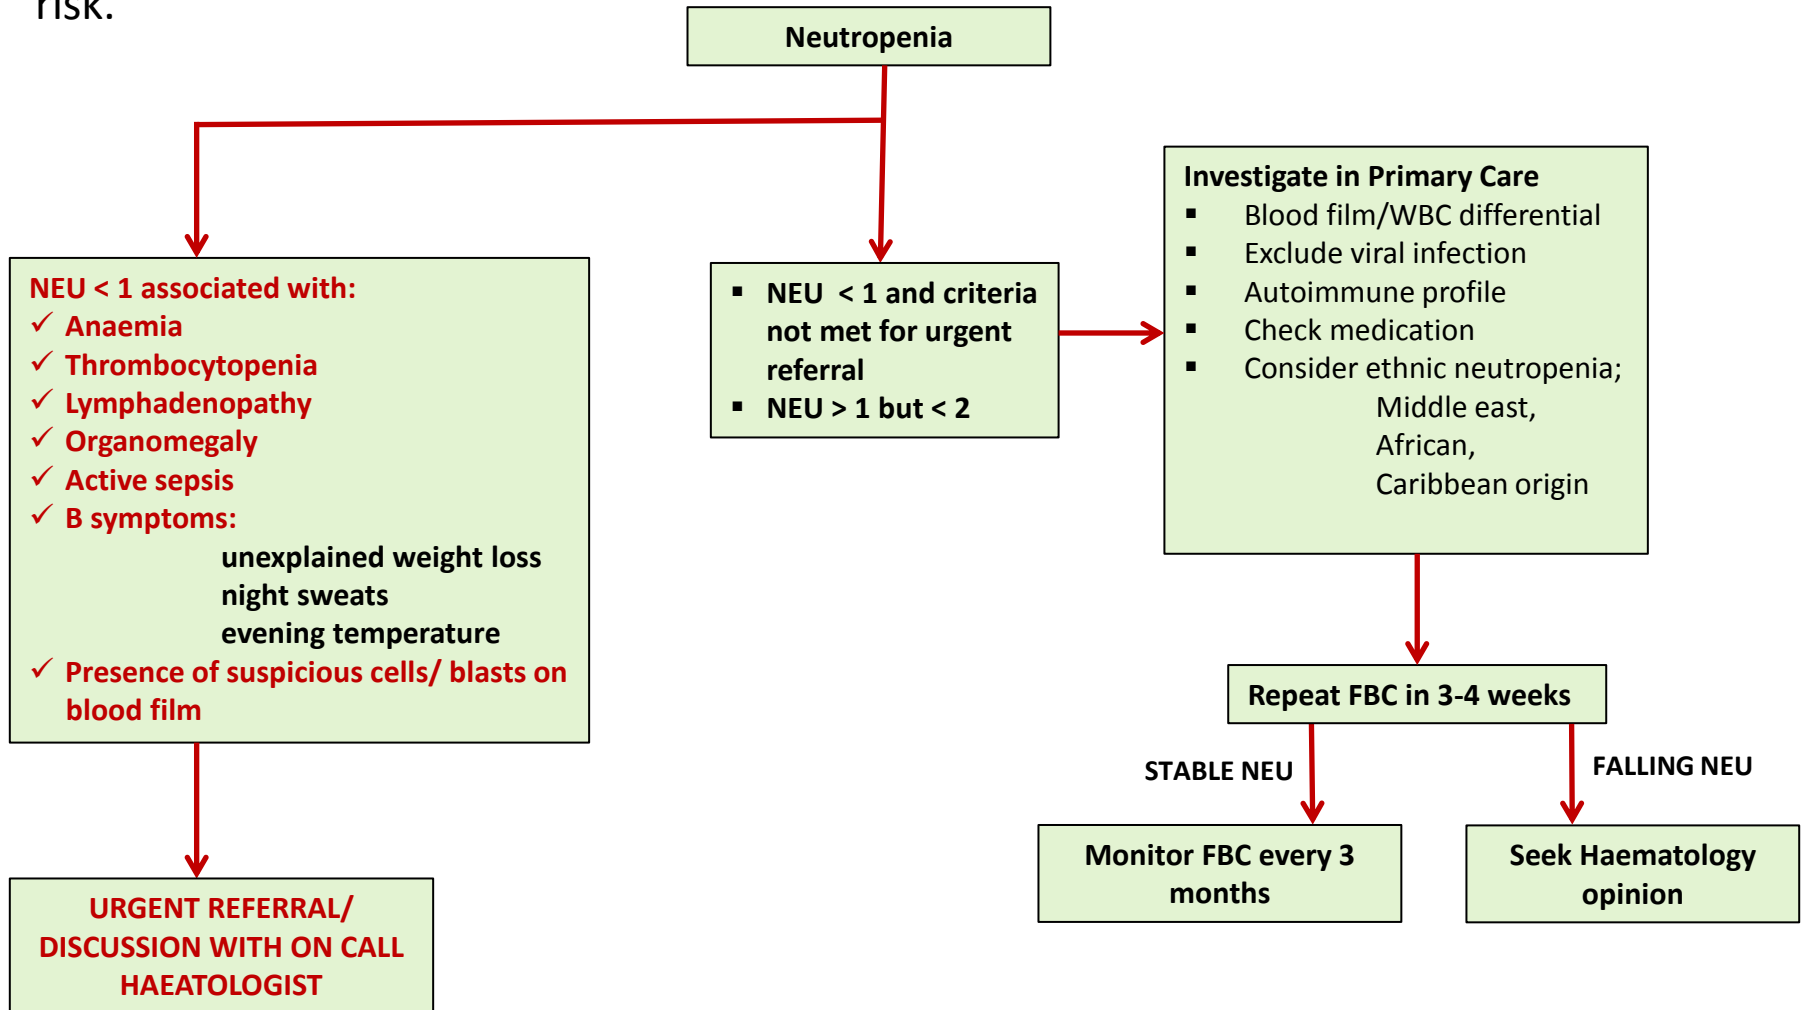 risk.
Neutropenia
NEU < 1 associated with:
✓ Anaemia
✓ Thrombocytopenia
✓ Lymphadenopathy
✓ Organomegaly
✓ Active sepsis
✓ B symptoms:
unexplained weight loss
night sweats
evening temperature
✓ Presence of suspicious cells/ blasts on
blood film
URGENT REFERRAL/
DISCUSSION WITH ON CALL
HAEATOLOGIST
▪ NEU < 1 and criteria
not met for urgent
referral
▪ NEU > 1 but < 2
Investigate in Primary Care
▪ Blood film/WBC differential
▪ Exclude viral infection
▪ Autoimmune profile
▪ Check medication
▪ Consider ethnic neutropenia;
Middle east,
African,
Caribbean origin
Repeat FBC in 3-4 weeks
STABLE NEU
FALLING NEU
Monitor FBC every 3
months
Seek Haematology
opinion